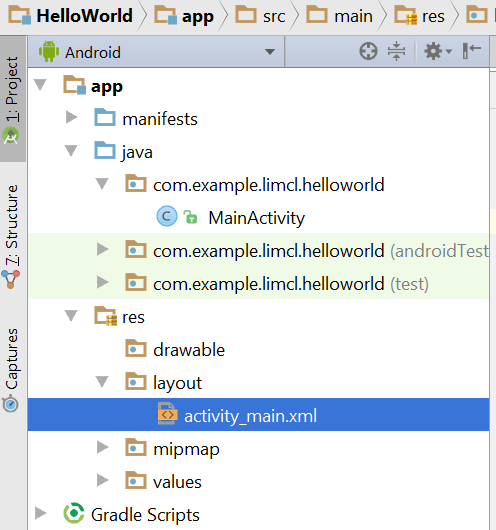 HelloWorld app src main res
Android
1: Project
app
manifests
java
com.example.limcl.helloworld
MainActivity
com.example.limcl.helloworld (androidTest
7: Structure
com.example.limcl.helloworld (test)
res
drawable
Captures
layout
activity_main.xml
mipmap
values
Gradle Scripts